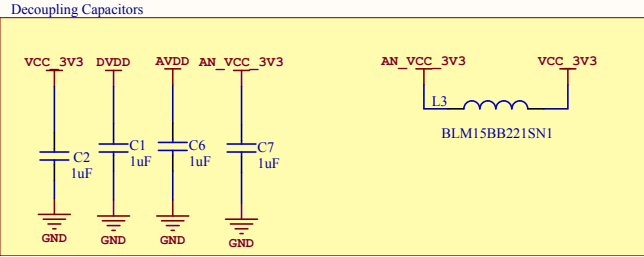 Decoupling Capacitors
VCC_3V3 DVDD AVDD AN_VCC_3V3 AN_VCC_3V3 VCC_3V3
L3
BLM15BB221SN1
C2 C1 C6 C7
1uF 1uF 1uF 1uF
GND GND GND GND